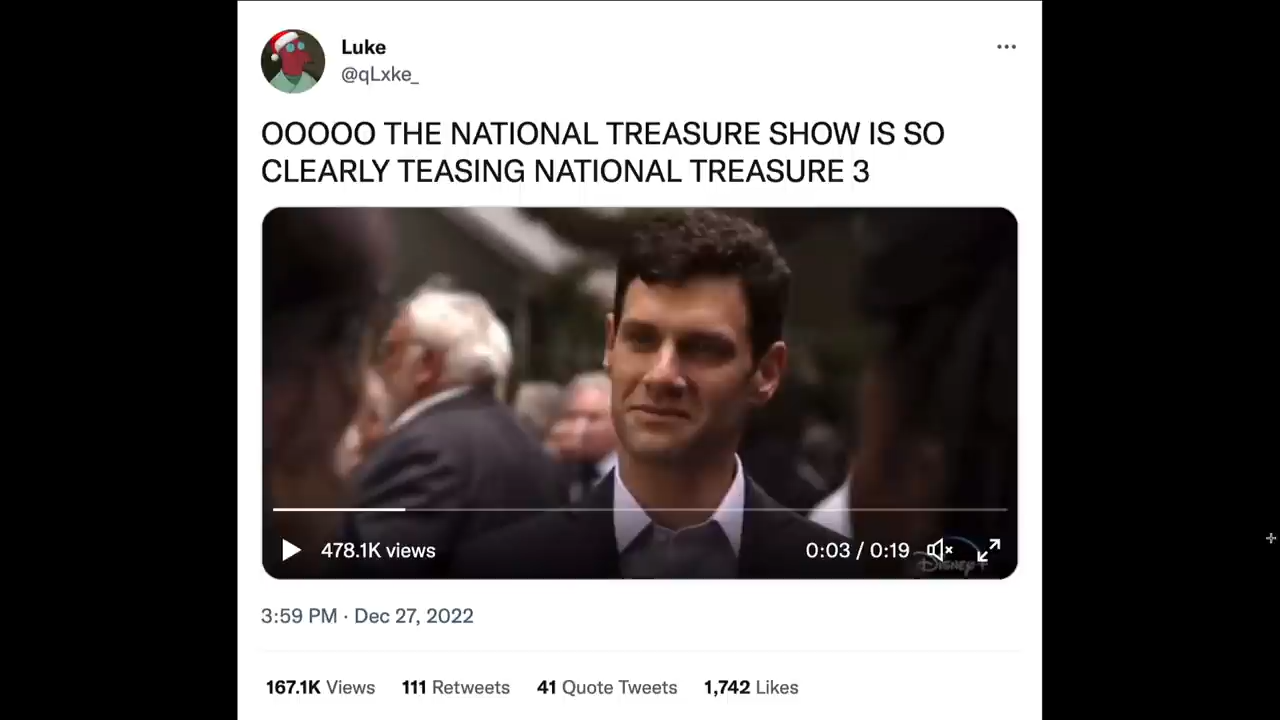 Luke
@qLxke_
OOOOO THE NATIONAL TREASURE SHOW IS SO
CLEARLY TEASING NATIONAL TREASURE 3
478.1K views
0:03 / 0:19
Disney+
3:59 PM · Dec 27, 2022
167.1K Views 111 Retweets 41 Quote Tweets 1,742 Likes